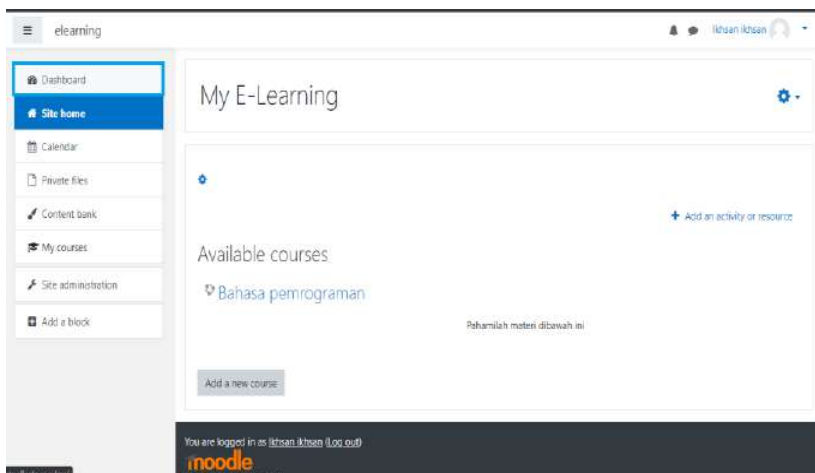 elearning
Ikhsan ikhsan
Dashboard
Site home
Calendar
Private files
Content bank
My courses
Site administration
Add a block
My E-Learning
Add an activity or resource
Available courses
Bahasa pemrograman
Pahamilah materi dibawah ini
Add a new course
You are logged in as Ikhsan ikhsan (Log out)
moodle